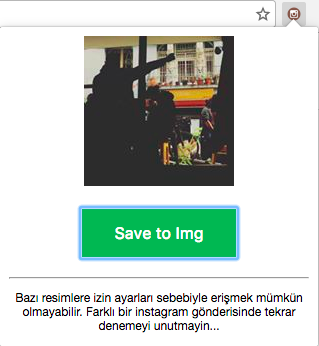 Save to Img
Bazı resimlere izin ayarları sebebiyle erişmek mümkün
olmayabilir. Farklı bir instagram gönderisinde tekrar
denemeyi unutmayin...